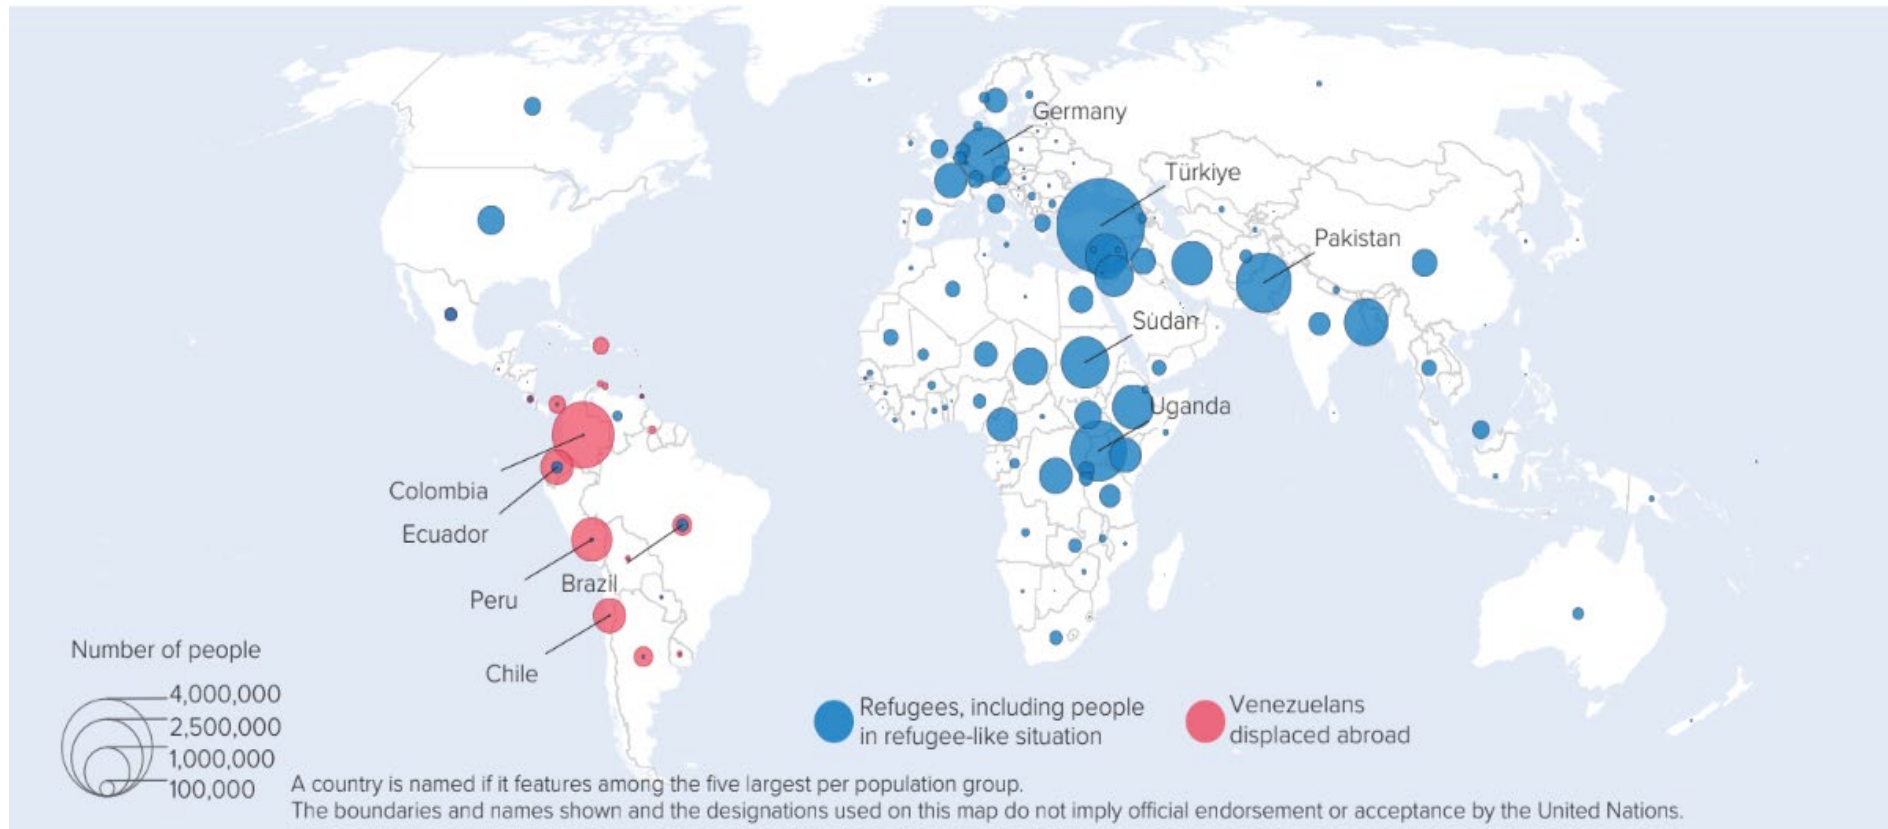 Germany
Türkiye
Pakistan
Sudan
Uganda
Colombia
Ecuador
Peru
Brazil
Chile
Number of people
4,000,000
2,500,000
1,000,000
100,000
Refugees, including people
in refugee-like situation
Venezuelans
displaced abroad
A country is named if it features among the five largest per population group.
The boundaries and names shown and the designations used on this map do not imply official endorsement or acceptance by the United Nations.